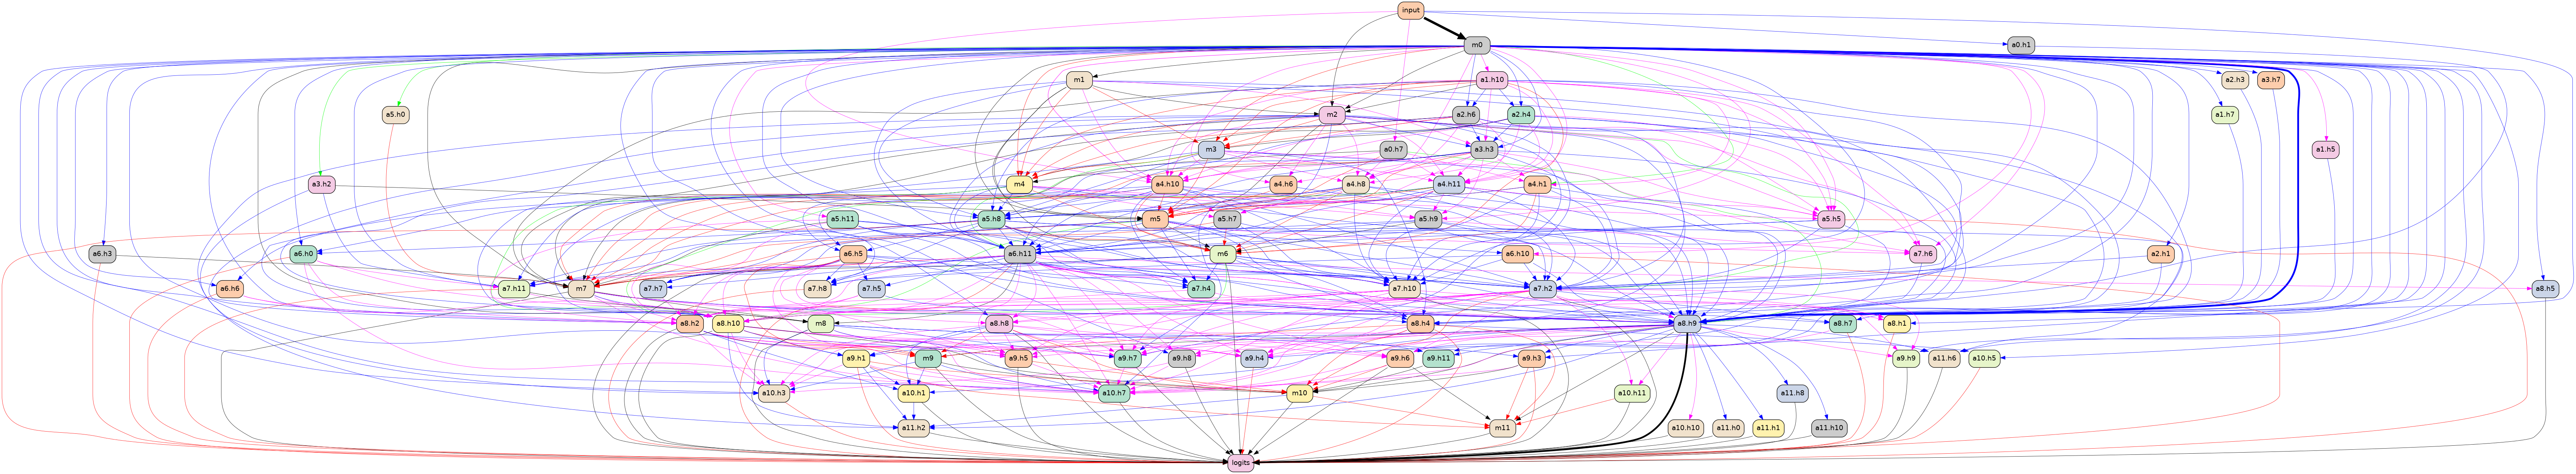 input
m0 a0.h1
m1 a1.h10 a2.h3 a3.h7
a5.h0 m2 a2.h6 a2.h4 a1.h7
m3 a0.h7 a3.h3 a1.h5
a3.h2 m4 a4.h10 a4.h6 a4.h8 a4.h11 a4.h1
a5.h11 a5.h8 m5 a5.h7 a5.h9 a5.h5
a6.h3 a6.h0 a6.h5 a6.h11 m6 a6.h10 a7.h6 a2.h1
a6.h6 a7.h11 m7 a7.h7 a7.h8 a7.h5 a7.h4 a7.h10 a7.h2 a8.h5
a8.h2 a8.h10 m8 a8.h8 a8.h4 a8.h9 a8.h7 a8.h1
a9.h1 m9 a9.h5 a9.h7 a9.h8 a9.h4 a9.h6 a9.h11 a9.h3 a9.h9 a11.h6 a10.h5
a10.h3 a10.h1 a10.h7 m10 a10.h11 a11.h8
a11.h2 m11 a10.h10 a11.h0 a11.h1 a11.h10
logits